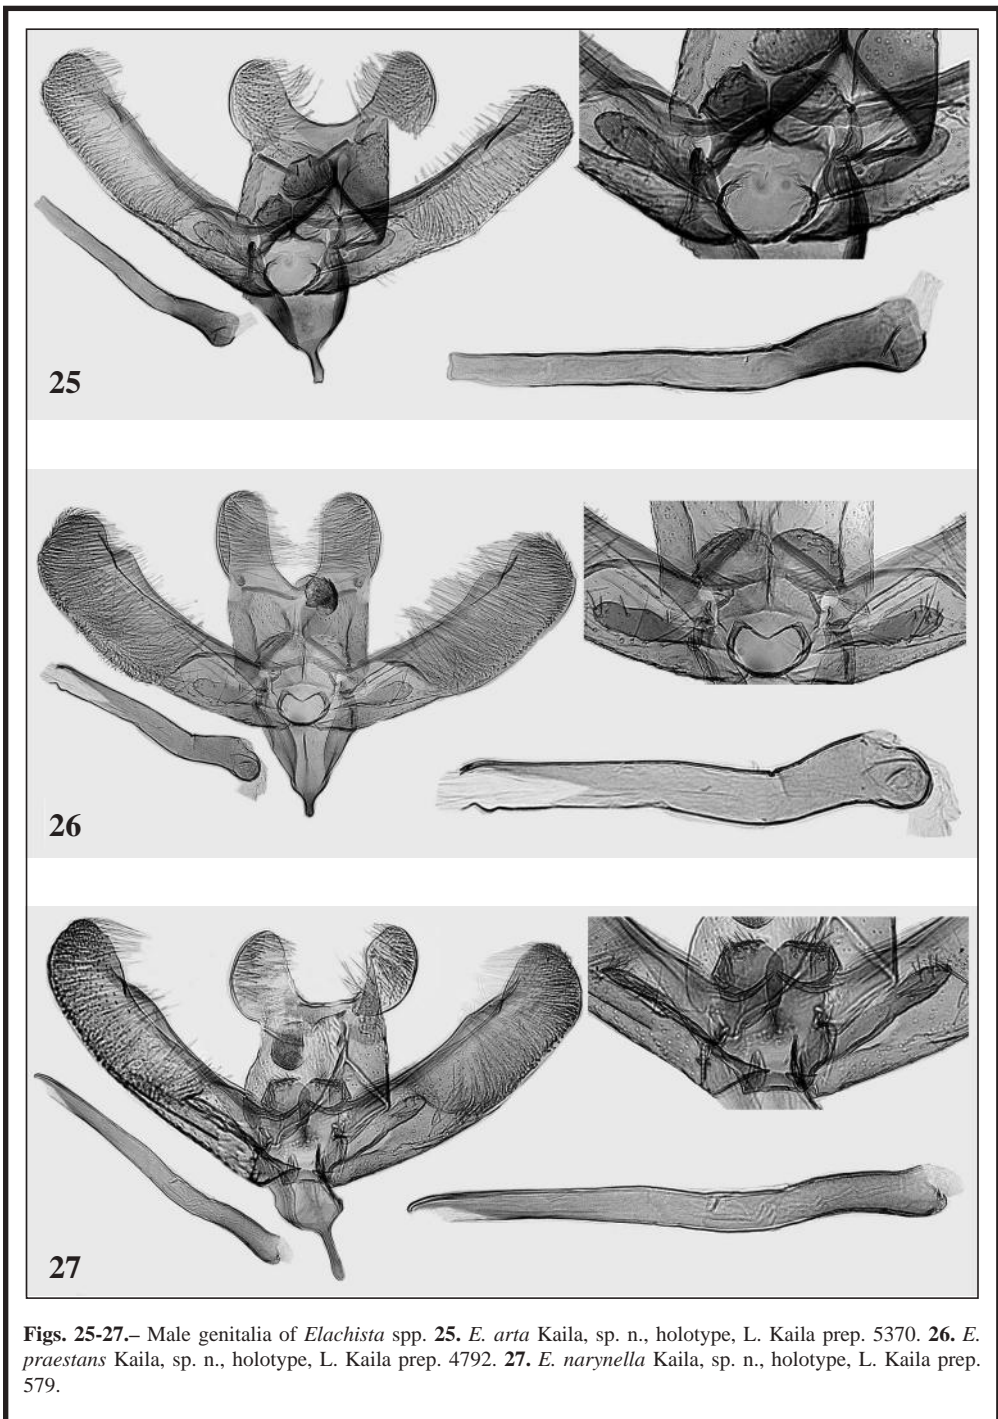 25
26
27
Figs. 25-27.– Male genitalia of Elachista spp. 25. E. arta Kaila, sp. n., holotype, L. Kaila prep. 5370. 26. E.
praestans Kaila, sp. n., holotype, L. Kaila prep. 4792. 27. E. narynella Kaila, sp. n., holotype, L. Kaila prep.
579.